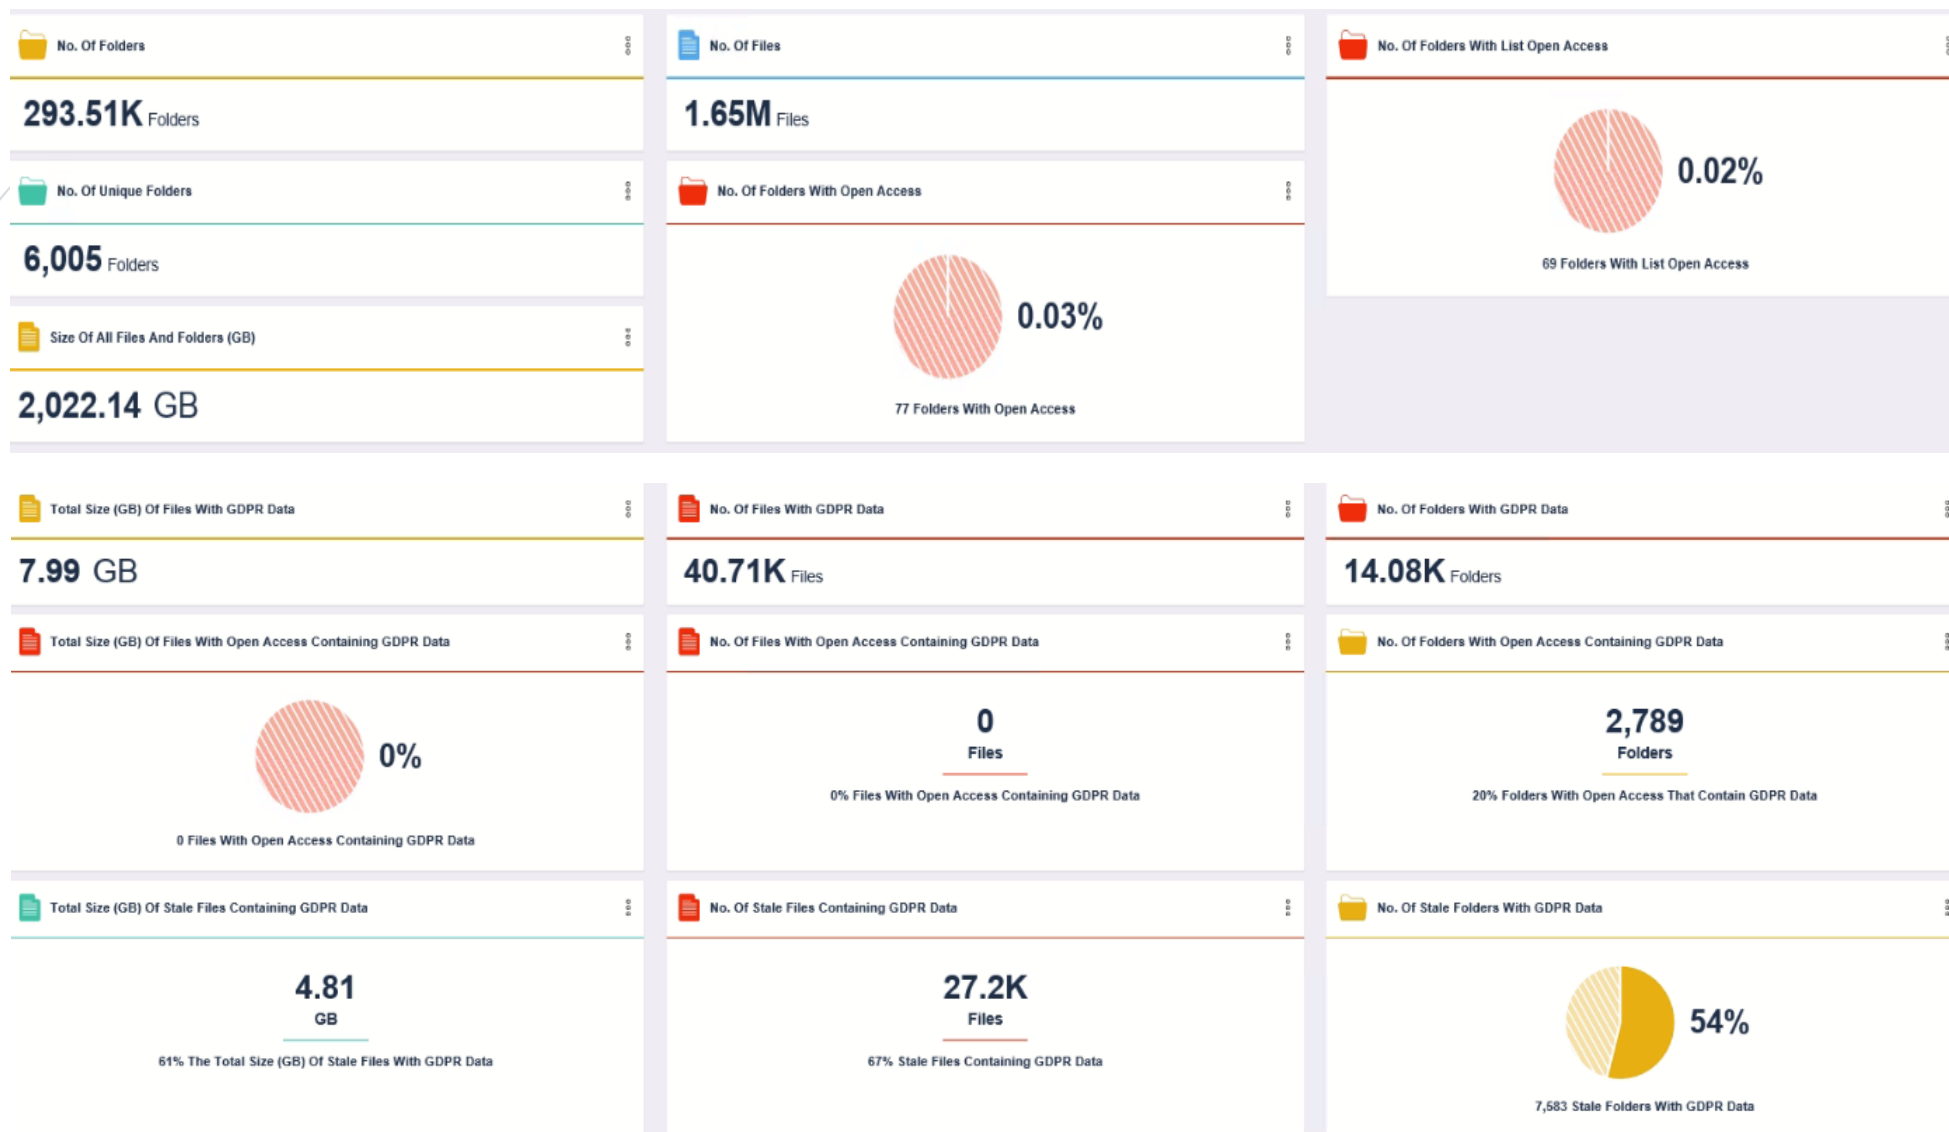 No. Of Folders
293.51K Folders
No. Of Files
1.65M Files
No. Of Folders With List Open Access
0.02%
69 Folders With List Open Access
No. Of Unique Folders
6,005 Folders
No. Of Folders With Open Access
0.03%
77 Folders With Open Access
Size Of All Files And Folders (GB)
2,022.14 GB
Total Size (GB) Of Files With GDPR Data
7.99 GB
No. Of Files With GDPR Data
40.71K Files
No. Of Folders With GDPR Data
14.08K Folders
Total Size (GB) Of Files With Open Access Containing GDPR Data
0%
0 Files With Open Access Containing GDPR Data
No. Of Files With Open Access Containing GDPR Data
0
Files
0% Files With Open Access Containing GDPR Data
No. Of Folders With Open Access Containing GDPR Data
2,789
Folders
20% Folders With Open Access That Contain GDPR Data
Total Size (GB) Of Stale Files Containing GDPR Data
4.81
GB
61% The Total Size (GB) Of Stale Files With GDPR Data
No. Of Stale Files Containing GDPR Data
27.2K
Files
67% Stale Files Containing GDPR Data
No. Of Stale Folders With GDPR Data
54%
7,583 Stale Folders With GDPR Data